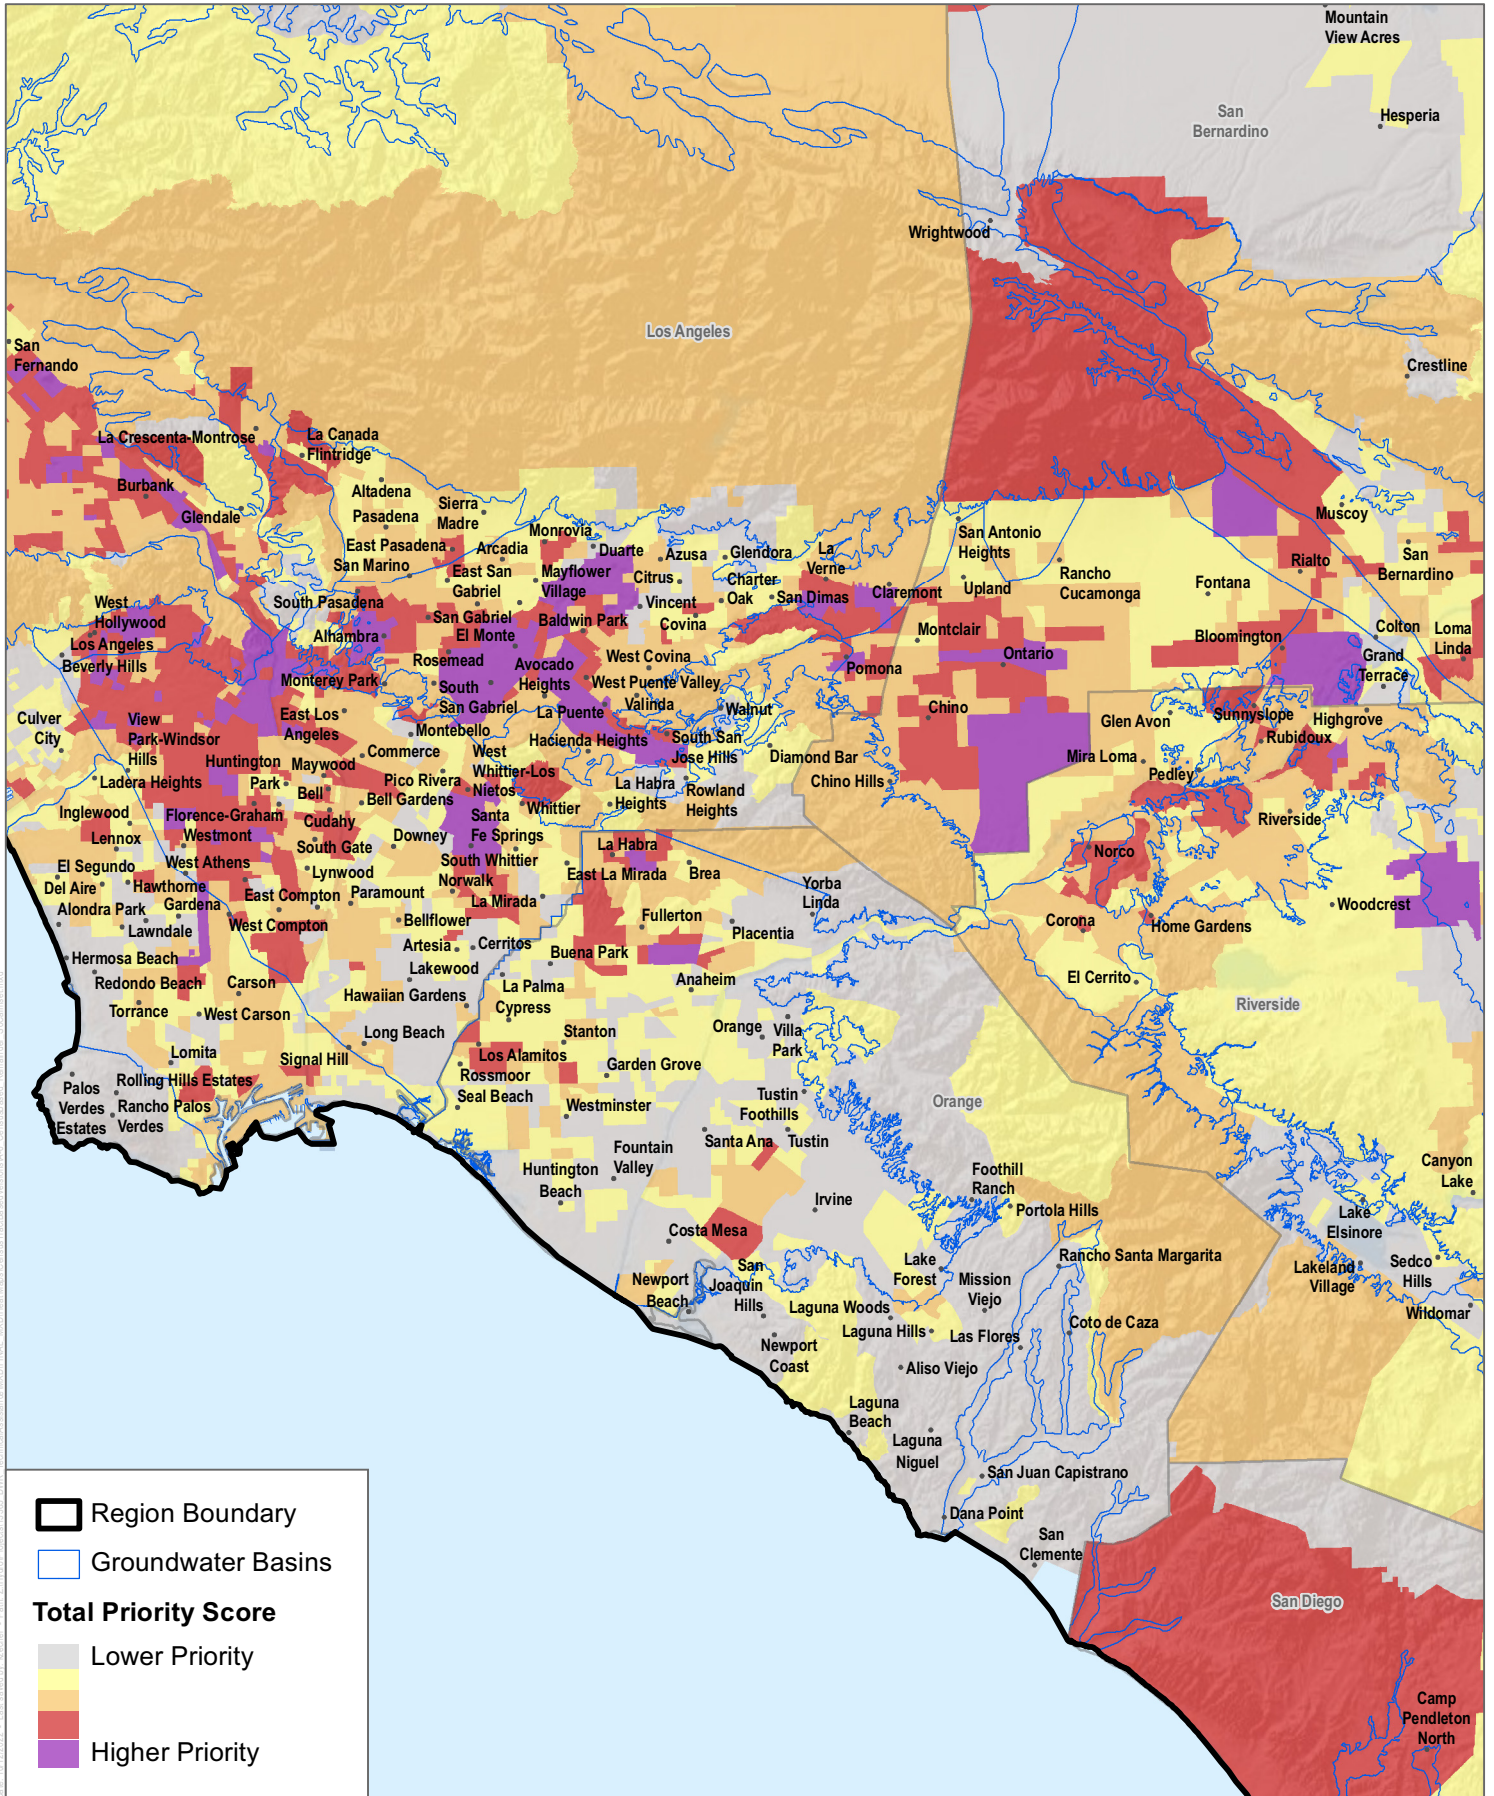 Mountain
View Acres
San
Bernardino
Hesperia
Wrightwood
Los Angeles
San
Fernando
Crestline
La Crescenta-Montrose
La Canada
Flintridge
Burbank
Altadena
Glendale
Pasadena
Sierra
Madre
Monrovia
East Pasadena
Arcadia
San Marino
Duarte
Azusa
Glendora
La
Verne
San Antonio
Heights
Muscoy
Rialto
San
Bernardino
East San
Gabriel
Mayflower
Village
Citrus
Charter
Oak
San Dimas
Claremont
Upland
Rancho
Cucamonga
Fontana
West
Hollywood
South Pasadena
San Gabriel
Baldwin Park
Vincent
Covina
Los Angeles
Alhambra
El Monte
Montclair
Bloomington
Colton
Loma
Linda
Beverly Hills
Rosemead
Avocado
Heights
West Covina
Pomona
Ontario
Grand
Terrace
Monterey Park
South
San Gabriel
West Puente Valley
Valinda
Walnut
Culver
City
View
Park-Windsor
Hills
East Los
Angeles
La Puente
Chino
Glen Avon
Sunnyslope
Highgrove
Montebello
Hacienda Heights
South San
Jose Hills
Rubidoux
Commerce
West
Whittier-Los
Nietos
Diamond Bar
Mira Loma
Huntington
Park
Maywood
Ladera Heights
Pico Rivera
La Habra
Heights
Rowland
Heights
Chino Hills
Pedley
Bell
Bell Gardens
Whittier
Inglewood
Florence-Graham
Cudahy
Santa
Fe Springs
Riverside
Lennox
Westmont
South Gate
Downey
La Habra
Norco
El Segundo
West Athens
Lynwood
South Whittier
East La Mirada
Brea
Del Aire
Hawthorne
East Compton
Paramount
Norwalk
Yorba
Linda
Alondra Park
Gardena
La Mirada
Woodcrest
Lawndale
West Compton
Bellflower
Fullerton
Corona
Home Gardens
Artesia
Cerritos
Placentia
Hermosa Beach
Buena Park
Lakewood
El Cerrito
Redondo Beach
Carson
Hawaiian Gardens
La Palma
Anaheim
Cypress
Torrance
West Carson
Riverside
Long Beach
Stanton
Orange
Villa
Park
Lomita
Signal Hill
Los Alamitos
Garden Grove
Rossmoor
Rolling Hills Estates
Palos
Verdes
Estates
Rancho Palos
Verdes
Seal Beach
Westminster
Tustin
Foothills
Orange
Santa Ana
Tustin
Fountain
Valley
Huntington
Beach
Foothill
Ranch
Canyon
Lake
Irvine
Portola Hills
Lake
Elsinore
Costa Mesa
Rancho Santa Margarita
San
Joaquin
Hills
Lake
Forest
Mission
Viejo
Lakeland
Village
Sedco
Hills
Newport
Beach
Laguna Woods
Wildomar
Laguna Hills
Las Flores
Coto de Caza
Newport
Coast
Aliso Viejo
Laguna
Beach
Laguna
Niguel
San Juan Capistrano
Dana Point
San
Clemente
San Diego
Camp
Pendleton
North
Region Boundary
Groundwater Basins
Total Priority Score
Lower Priority
Higher Priority